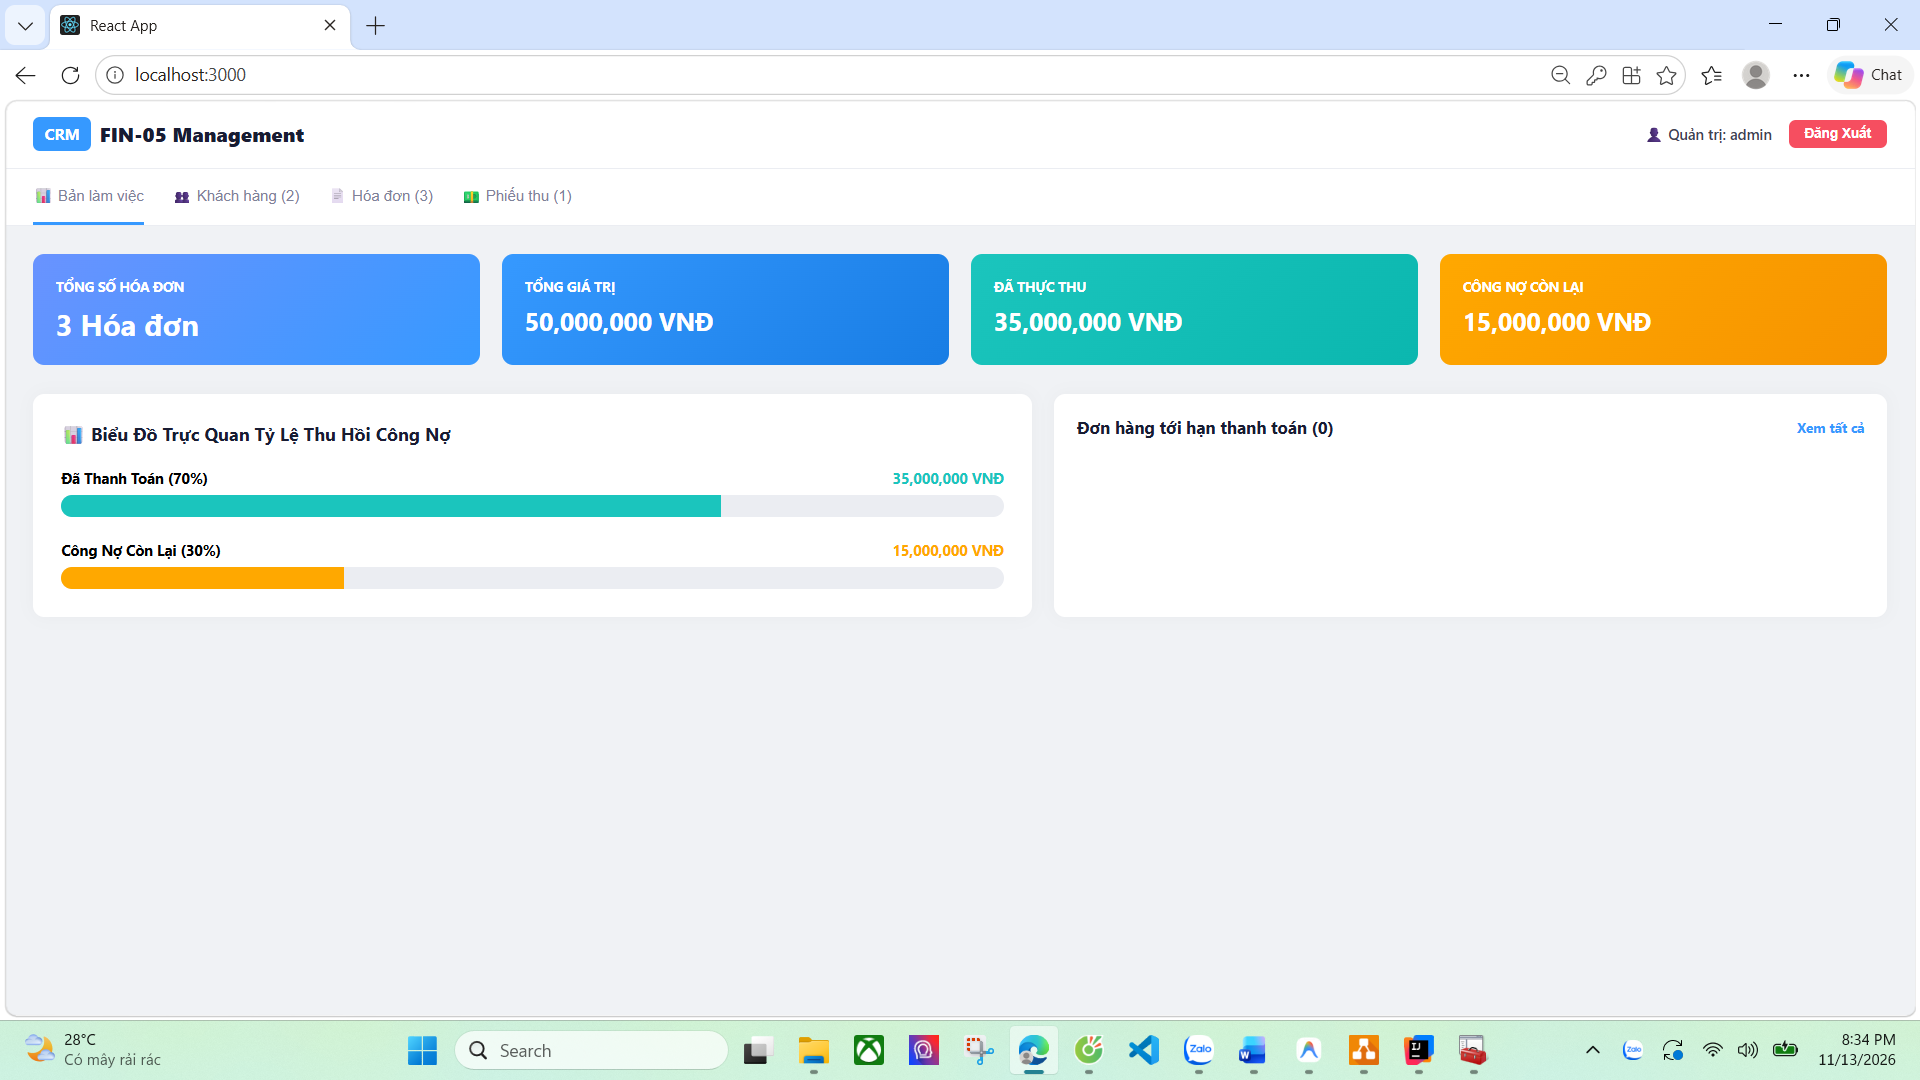 React App
localhost:3000
Chat
CRM FIN-05 Management
Quản trị: admin
Đăng Xuất
Bản làm việc
Khách hàng (2)
Hóa đơn (3)
Phiếu thu (1)
TỔNG SỐ HÓA ĐƠN
3 Hóa đơn
TỔNG GIÁ TRỊ
50,000,000 VNĐ
ĐÃ THỰC THU
35,000,000 VNĐ
CÔNG NỢ CÒN LẠI
15,000,000 VNĐ
Biểu Đồ Trực Quan Tỷ Lệ Thu Hồi Công Nợ
Đã Thanh Toán (70%)
35,000,000 VNĐ
Công Nợ Còn Lại (30%)
15,000,000 VNĐ
Đơn hàng tới hạn thanh toán (0)
Xem tất cả
28°C
Có mây rải rác
Search
Zalo
W
IJ
Zalo
8:34 PM
11/13/2026